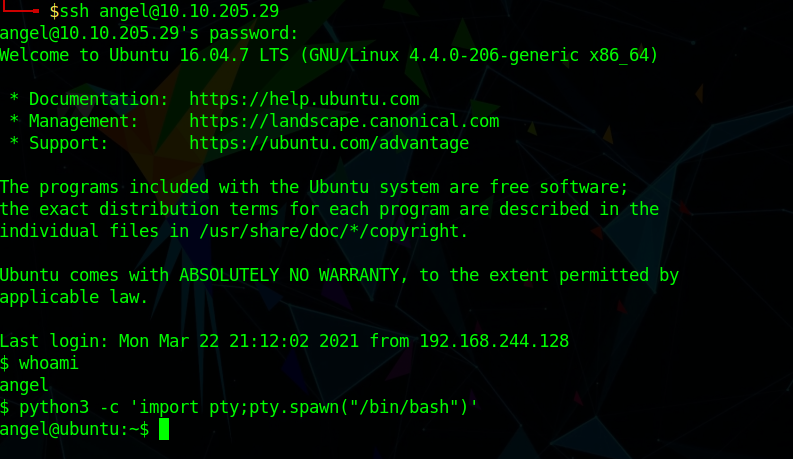 $ssh angel@10.10.205.29
angel@10.10.205.29's password:
Welcome to Ubuntu 16.04.7 LTS (GNU/Linux 4.4.0-206-generic x86_64)
* Documentation:  https://help.ubuntu.com
* Management:     https://landscape.canonical.com
* Support:        https://ubuntu.com/advantage
The programs included with the Ubuntu system are free software;
the exact distribution terms for each program are described in the
individual files in /usr/share/doc/*/copyright.
Ubuntu comes with ABSOLUTELY NO WARRANTY, to the extent permitted by
applicable law.
Last login: Mon Mar 22 21:12:02 2021 from 192.168.244.128
$ whoami
angel
$ python3 -c 'import pty;pty.spawn("/bin/bash")'
angel@ubuntu:~$